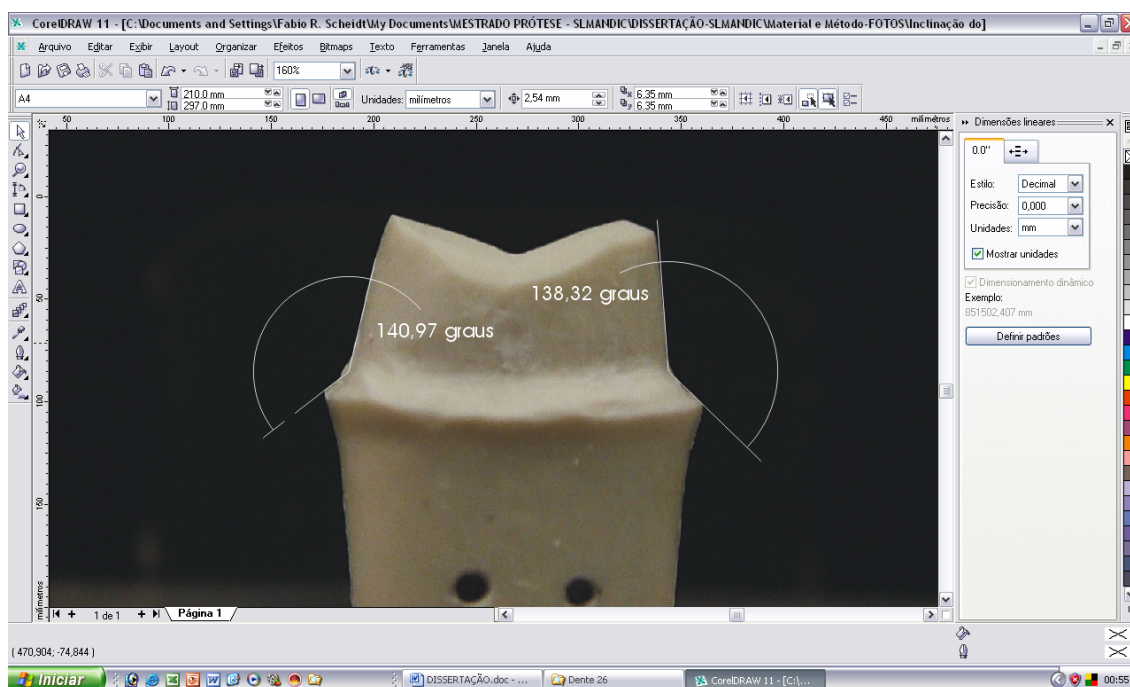 CorelDRAW 11 - [C:\Documents and Settings\Fabio R. Scheidt\My Documents\MESTRADO PRÓTESE - SLMANDIC\DISSERTAÇÃO-SLMANDIC\Material e Método-FOTOS\Inclinação do]
Arquivo Editar Exibir Layout Organizar Efeitos Bitmaps Texto Ferramentas Janela Ajuda
160%
A4 210.0 mm 297.0 mm Unidades: milímetros 2,54 mm 6.35 mm 6.35 mm
50 100 150 200 250 300 350 400 450 milímetros
0
50
100
150
milímetros
138,32 graus
140,97 graus
Dimensões lineares
0.0"
Estilo: Decimal
Precisão: 0,000
Unidades: mm
Mostrar unidades
Dimensionamento dinâmico
Exemplo:
851502,407 mm
Definir padrões
1 de 1 Página 1
( 470,904; -74,844 )
Iniciar DISSERTAÇÃO.doc - ... Dente 26 CorelDRAW 11 - [C:\... 00:55